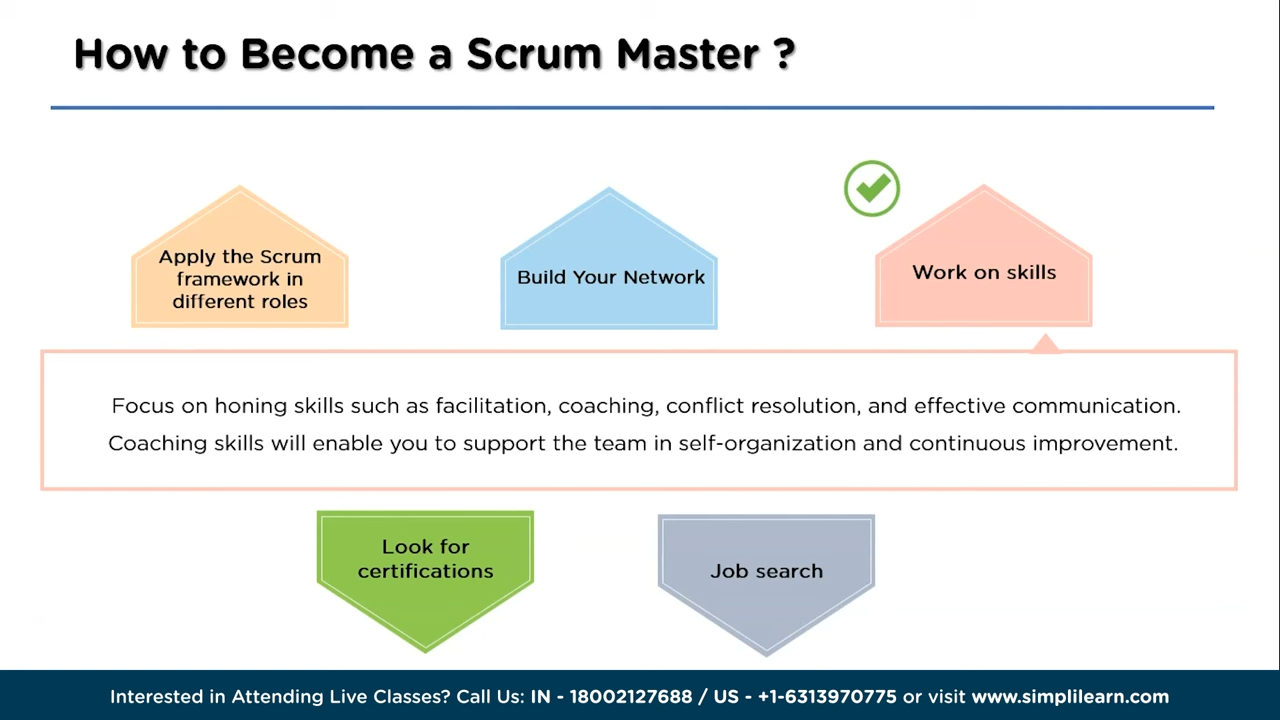 How to Become a Scrum Master ?
Apply the Scrum
framework in
different roles
Build Your Network
Work on skills
Focus on honing skills such as facilitation, coaching, conflict resolution, and effective communication.
Coaching skills will enable you to support the team in self-organization and continuous improvement.
Look for
certifications
Job search
Interested in Attending Live Classes? Call Us: IN - 18002127688 / US - +1-6313970775 or visit www.simplilearn.com